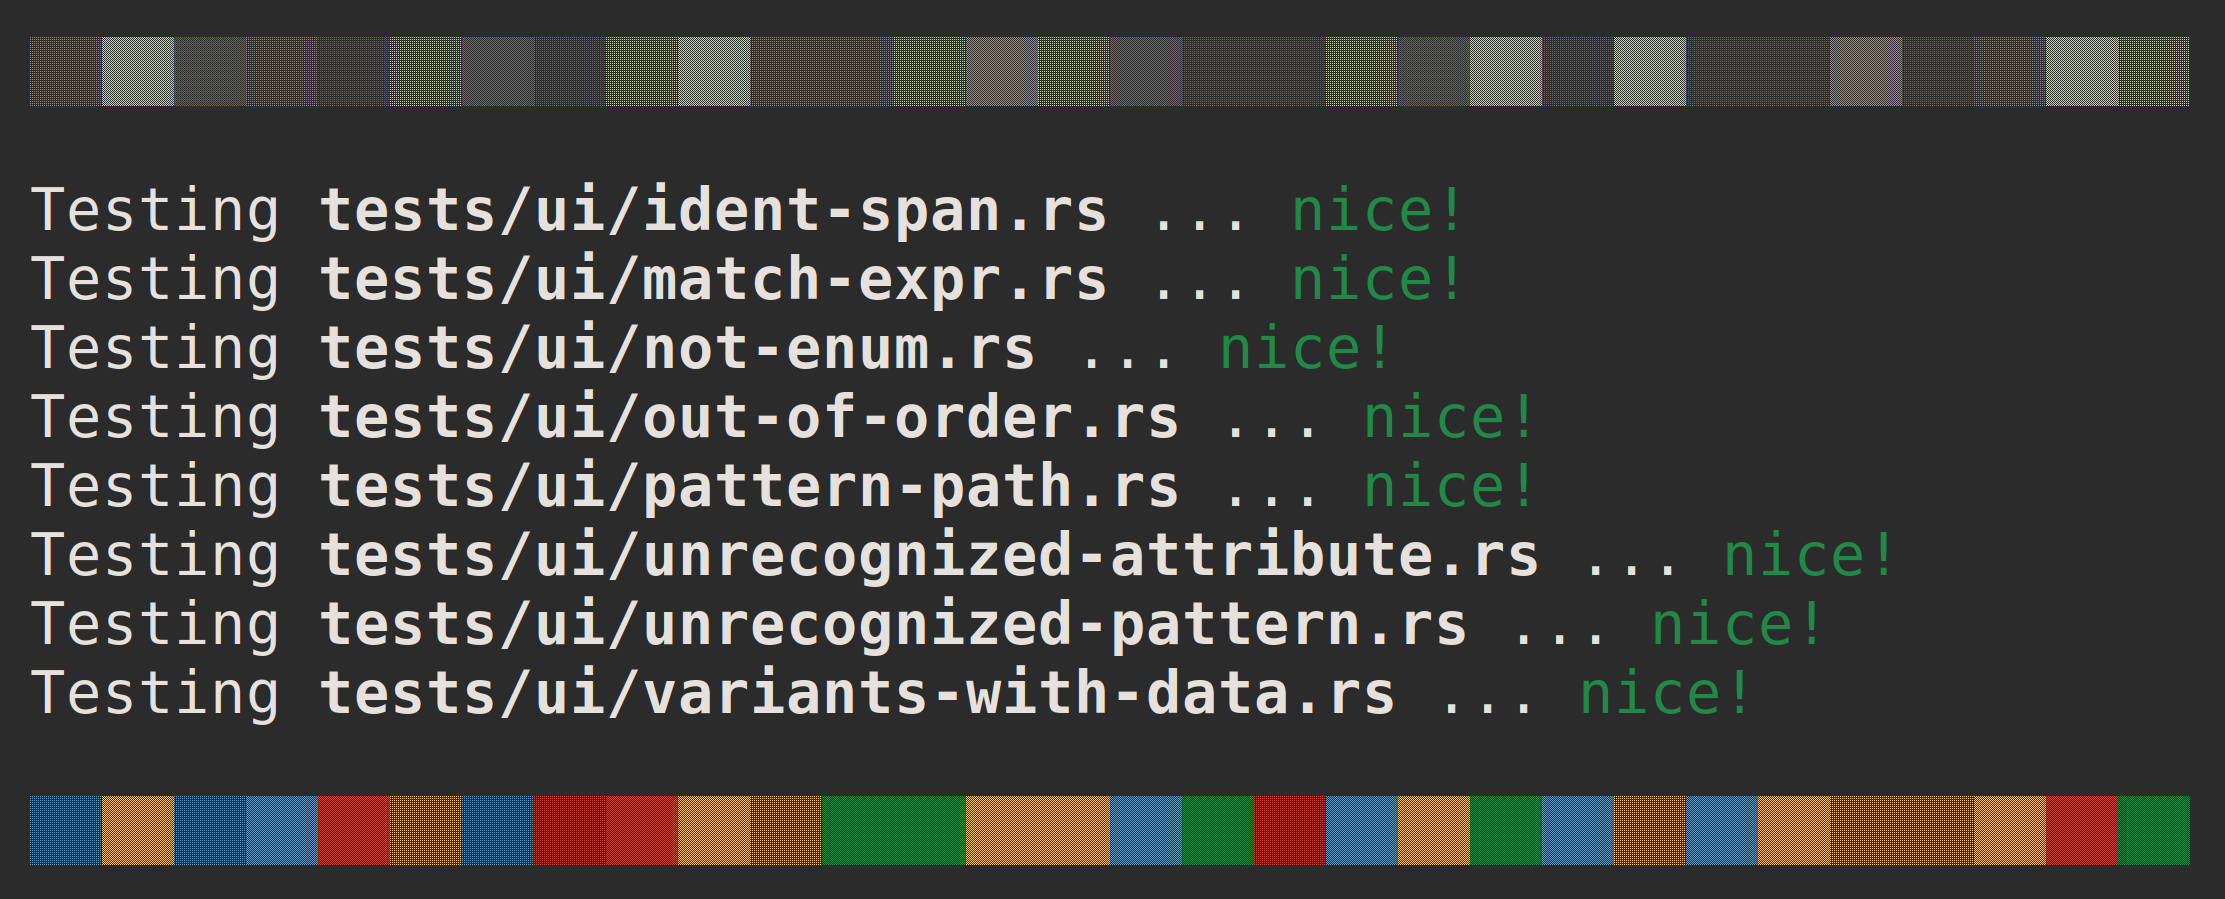 Testing tests/ui/ident-span.rs ... nice!
Testing tests/ui/match-expr.rs ... nice!
Testing tests/ui/not-enum.rs ... nice!
Testing tests/ui/out-of-order.rs ... nice!
Testing tests/ui/pattern-path.rs ... nice!
Testing tests/ui/unrecognized-attribute.rs ... nice!
Testing tests/ui/unrecognized-pattern.rs ... nice!
Testing tests/ui/variants-with-data.rs ... nice!